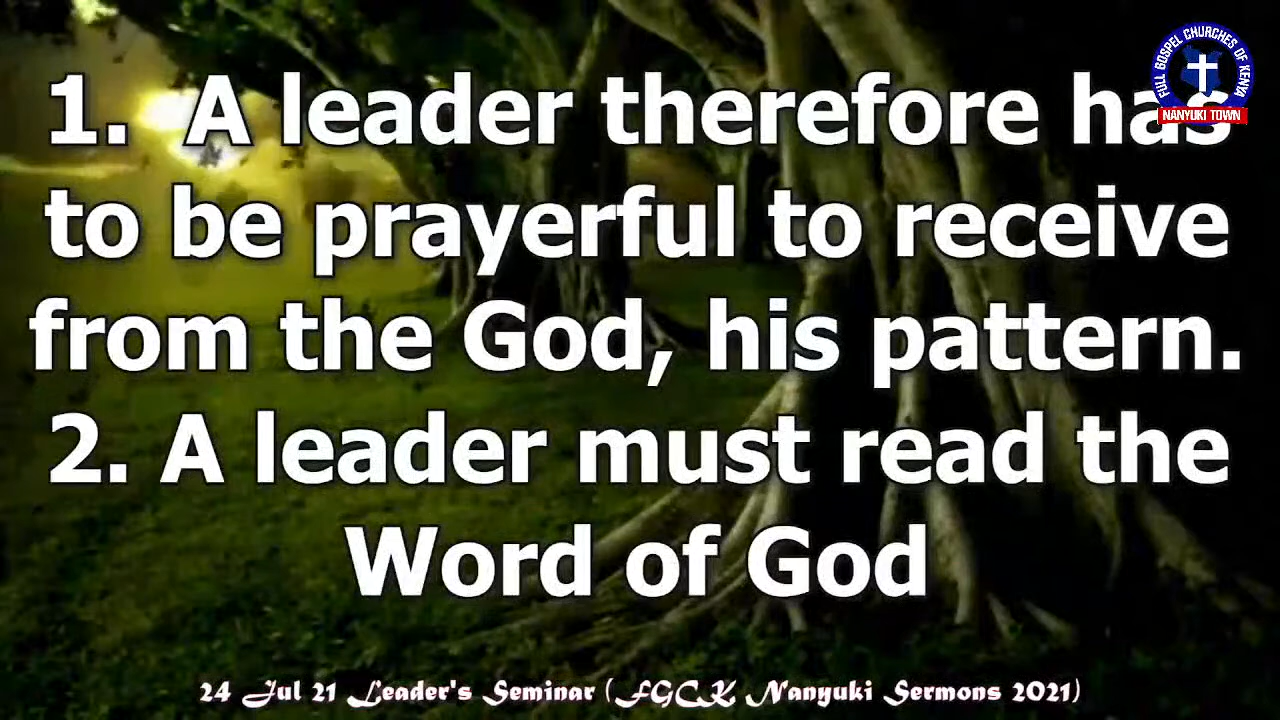 FULL GOSPEL CHURCHES OF KENYA
NANYUKI TOWN
1. A leader therefore has
to be prayerful to receive
from the God, his pattern.
2. A leader must read the
Word of God
24 Jul 21 Leader's Seminar (FGCK Nanyuki Sermons 2021)